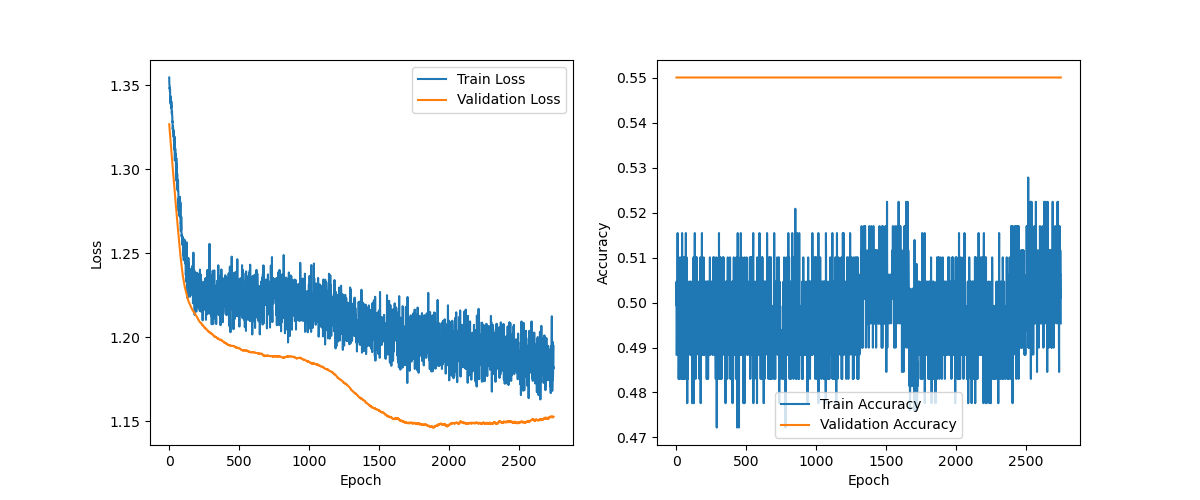 Train Loss
Validation Loss
1.35
1.30
1.25
1.20
1.15
Loss
0 500 1000 1500 2000 2500
Epoch
0.55
0.54
0.53
0.52
0.51
0.50
0.49
0.48
0.47
Accuracy
Train Accuracy
Validation Accuracy
0 500 1000 1500 2000 2500
Epoch